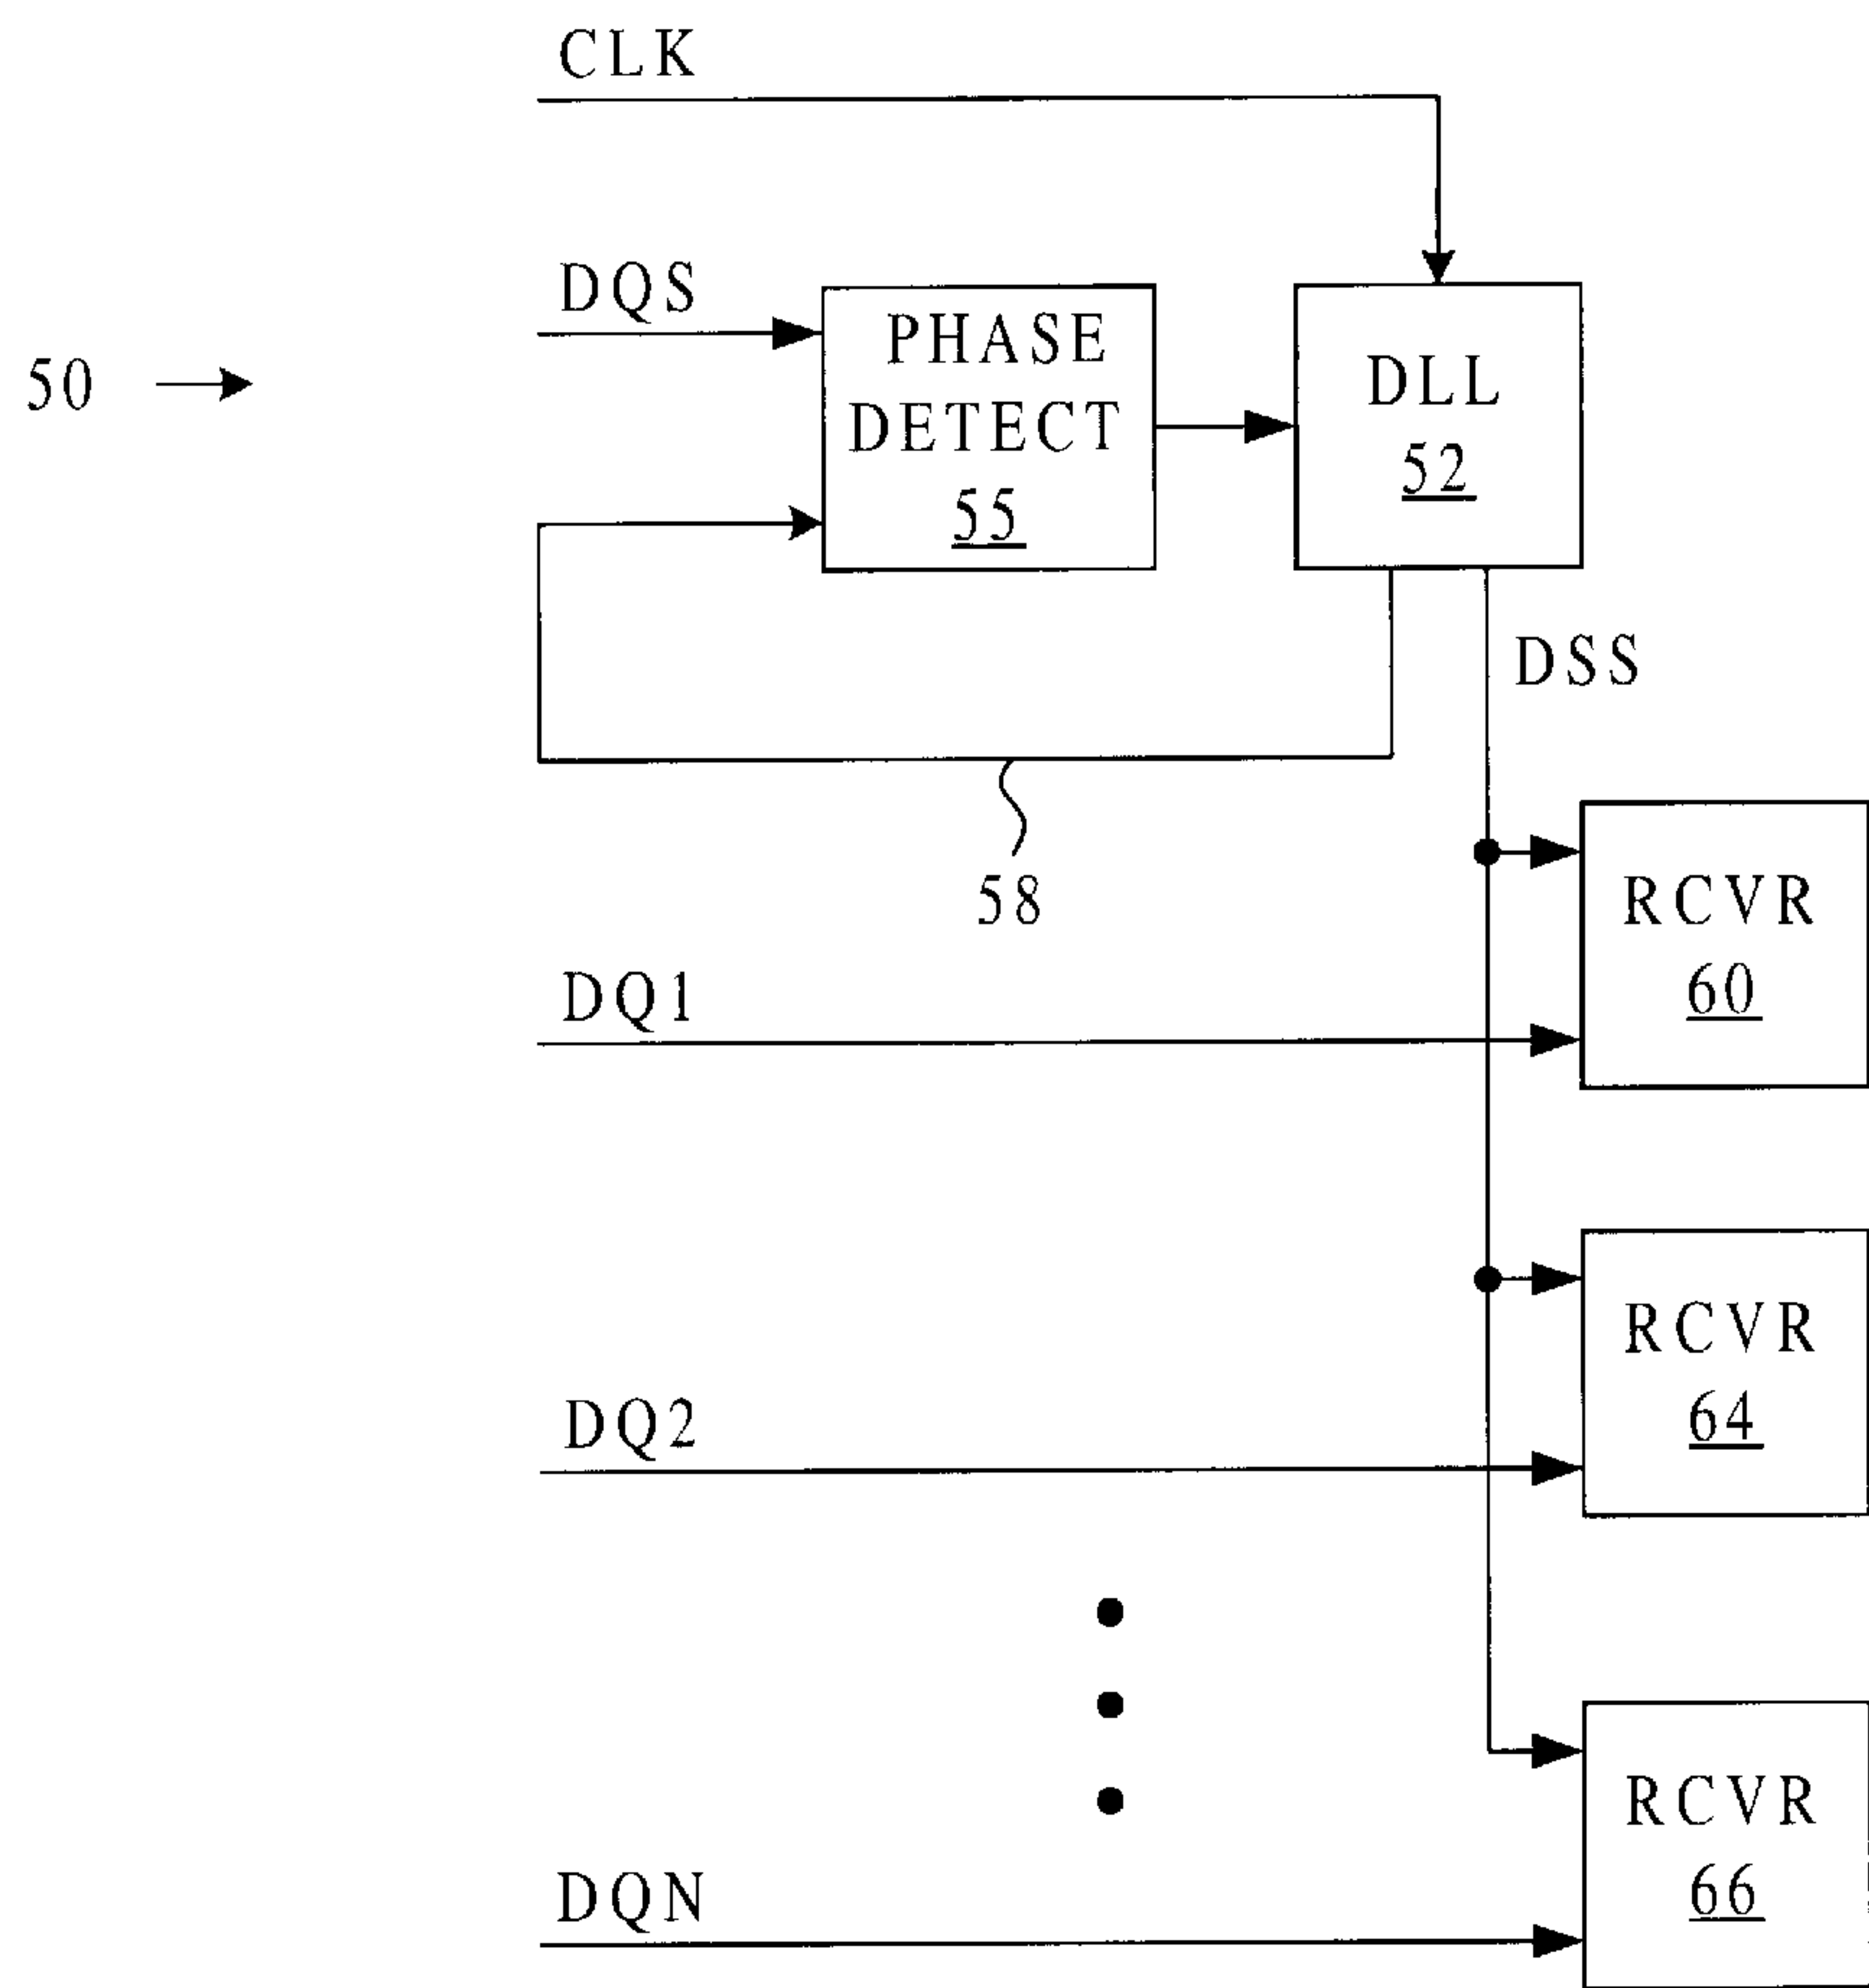 CLK
DQS
50
PHASE
DETECT
55
DLL
52
DSS
58
RCVR
60
DQ1
RCVR
64
DQ2
RCVR
66
DQN